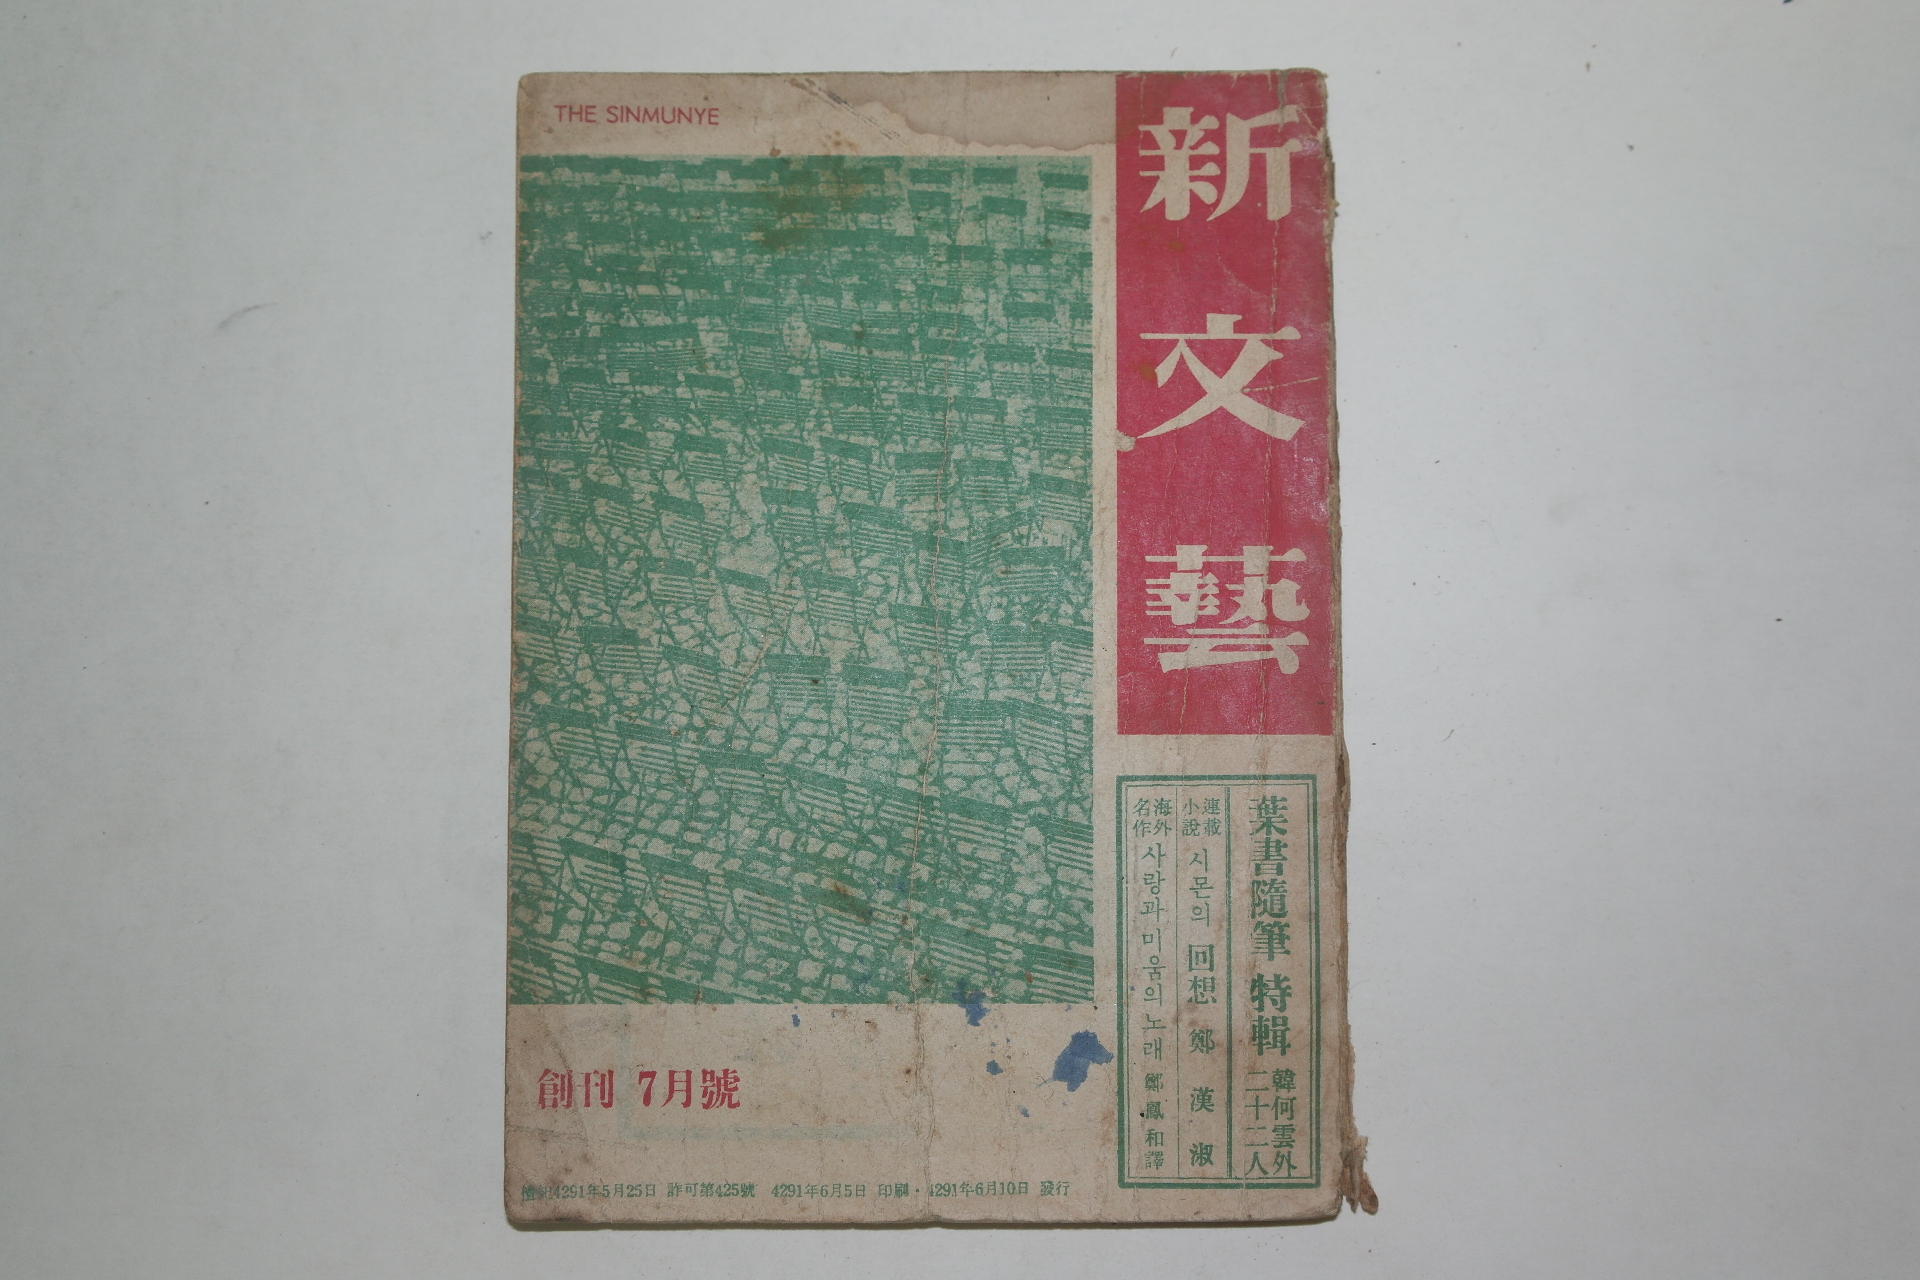 THE SINMUNYE
新文藝
葉書隨筆 特輯 韓何雲外二十二人
連載小說 시몬의 回想 鄭漢淑
海外名作 사랑과 미움의 노래 鄭鳳和譯
創刊 7月號
檀紀4291年5月25日 許可第425號 4291年6月5日 印刷·4291年6月10日 發行